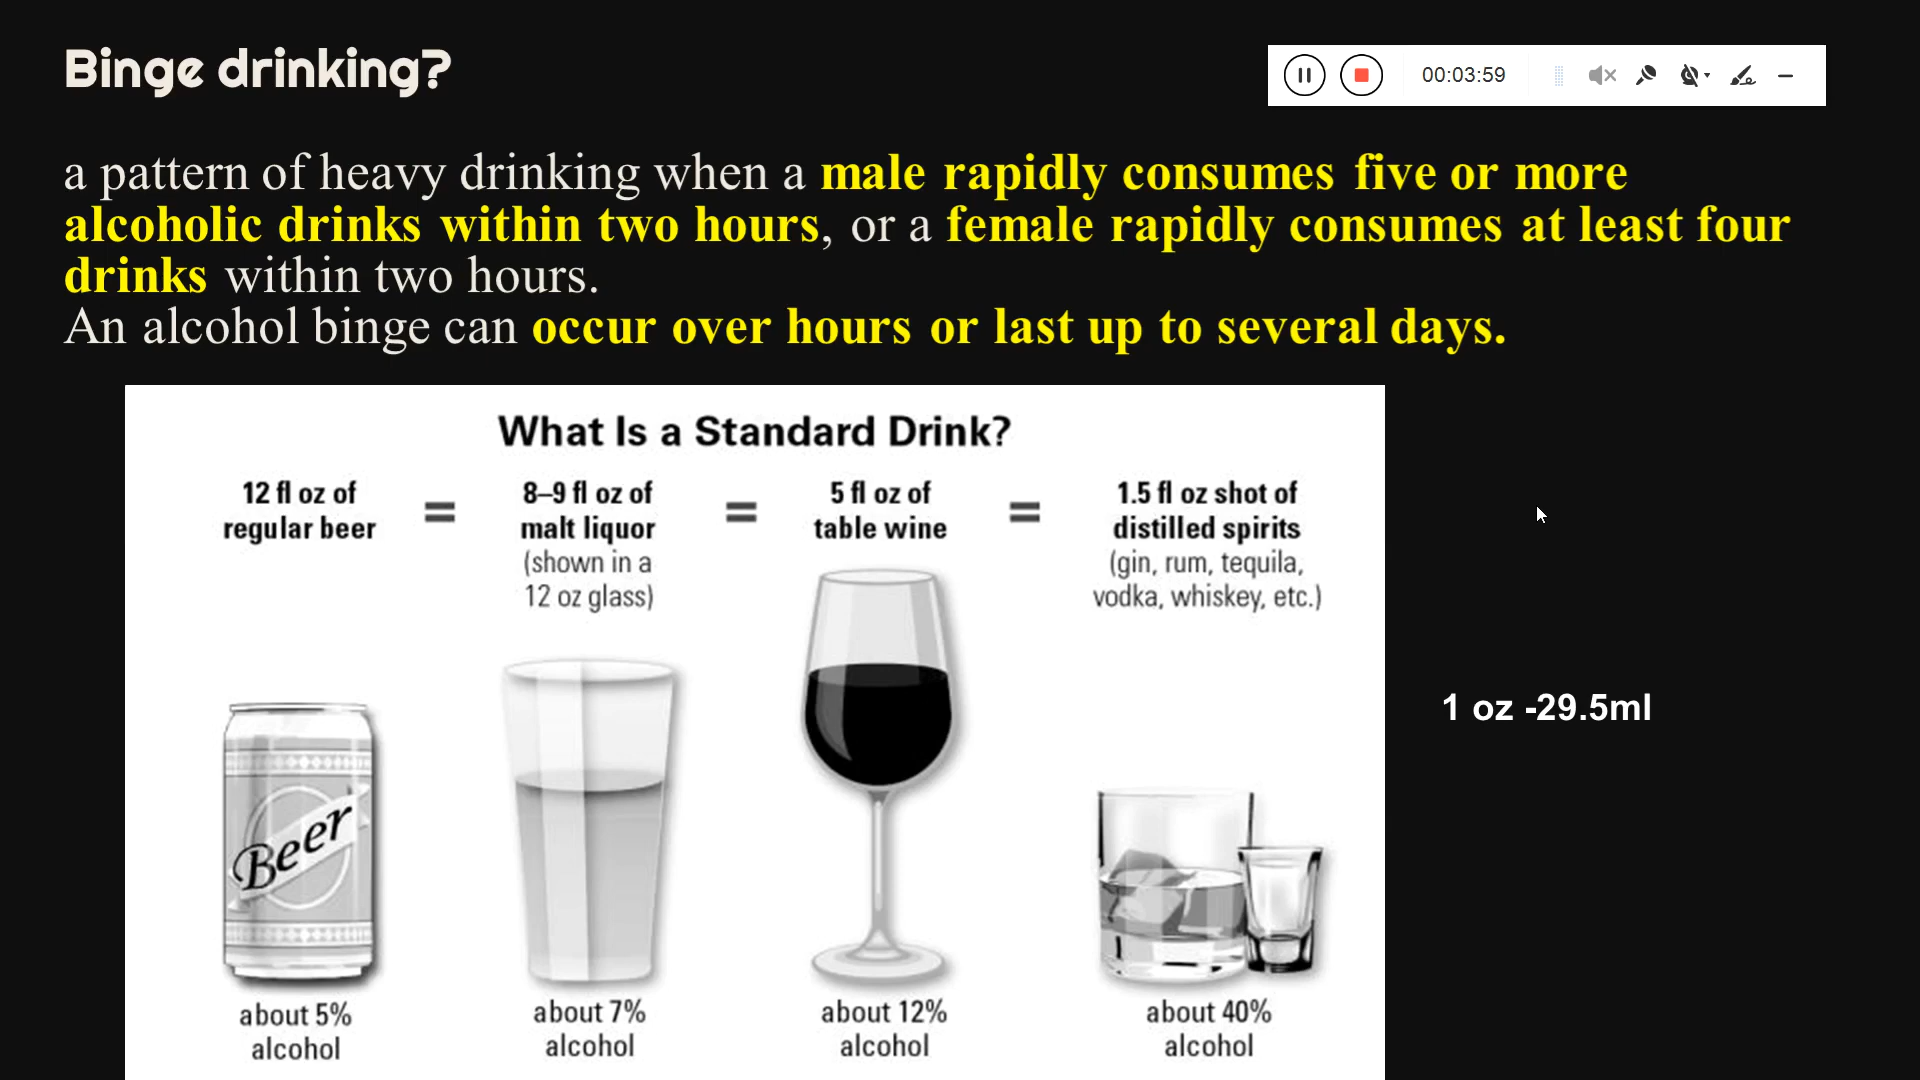 Binge drinking?
00:03:59
a pattern of heavy drinking when a male rapidly consumes five or more
alcoholic drinks within two hours, or a female rapidly consumes at least four
drinks within two hours.
An alcohol binge can occur over hours or last up to several days.
What Is a Standard Drink?
12 fl oz of
regular beer
=
8–9 fl oz of
malt liquor
(shown in a
12 oz glass)
=
5 fl oz of
table wine
=
1.5 fl oz shot of
distilled spirits
(gin, rum, tequila,
vodka, whiskey, etc.)
Beer
about 5%
alcohol
about 7%
alcohol
about 12%
alcohol
about 40%
alcohol
1 oz -29.5ml